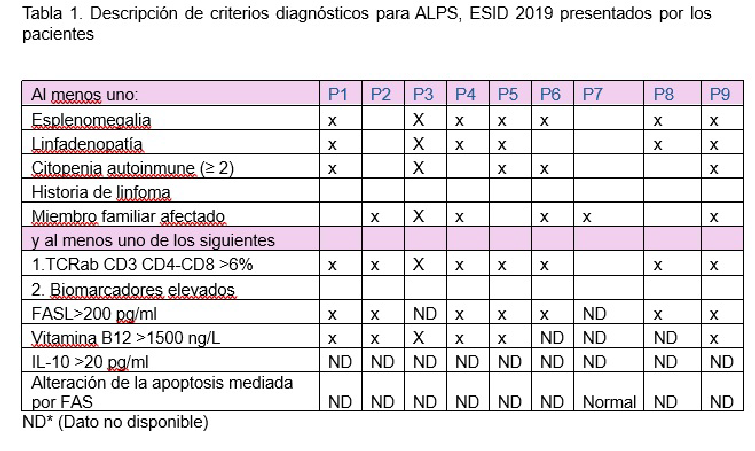 Tabla 1. Descripción de criterios diagnósticos para ALPS, ESID 2019 presentados por los
pacientes
Al menos uno: P1 P2 P3 P4 P5 P6 P7 P8 P9
Esplenomegalia x X x x x x x
Linfadenopatía x X x x x x
Citopenia autoinmune (≥ 2) x X x x x
Historia de linfoma
Miembro familiar afectado x X x x x x
y al menos uno de los siguientes
1.TCRab CD3 CD4-CD8 >6% x x X x x x x x
2. Biomarcadores elevados
FASL>200 pg/ml x x ND x x x ND x x
Vitamina B12 >1500 ng/L x x X x x ND ND ND x
IL-10 >20 pg/ml ND ND ND ND ND ND ND ND ND
Alteración de la apoptosis mediada
por FAS ND ND ND ND ND ND Normal ND ND
ND* (Dato no disponible)